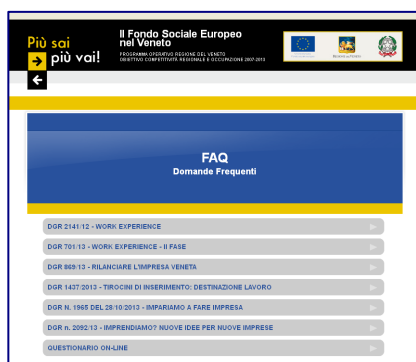 Più sai
più vai!
Il Fondo Sociale Europeo
nel Veneto
PROGRAMMA OPERATIVO REGIONE DEL VENETO
OBIETTIVO COMPETITIVITÀ REGIONALE E OCCUPAZIONE 2007-2013
REGIONE DEL VENETO
FAQ
Domande Frequenti
DGR 2141/12 - WORK EXPERIENCE
DGR 701/13 - WORK EXPERIENCE - II FASE
DGR 869/13 - RILANCIARE L'IMPRESA VENETA
DGR 1437/2013 - TIROCINI DI INSERIMENTO: DESTINAZIONE LAVORO
DGR N. 1965 DEL 28/10/2013 - IMPARIAMO A FARE IMPRESA
DGR n. 2092/13 - IMPRENDIAMO? NUOVE IDEE PER NUOVE IMPRESE
QUESTIONARIO ON-LINE